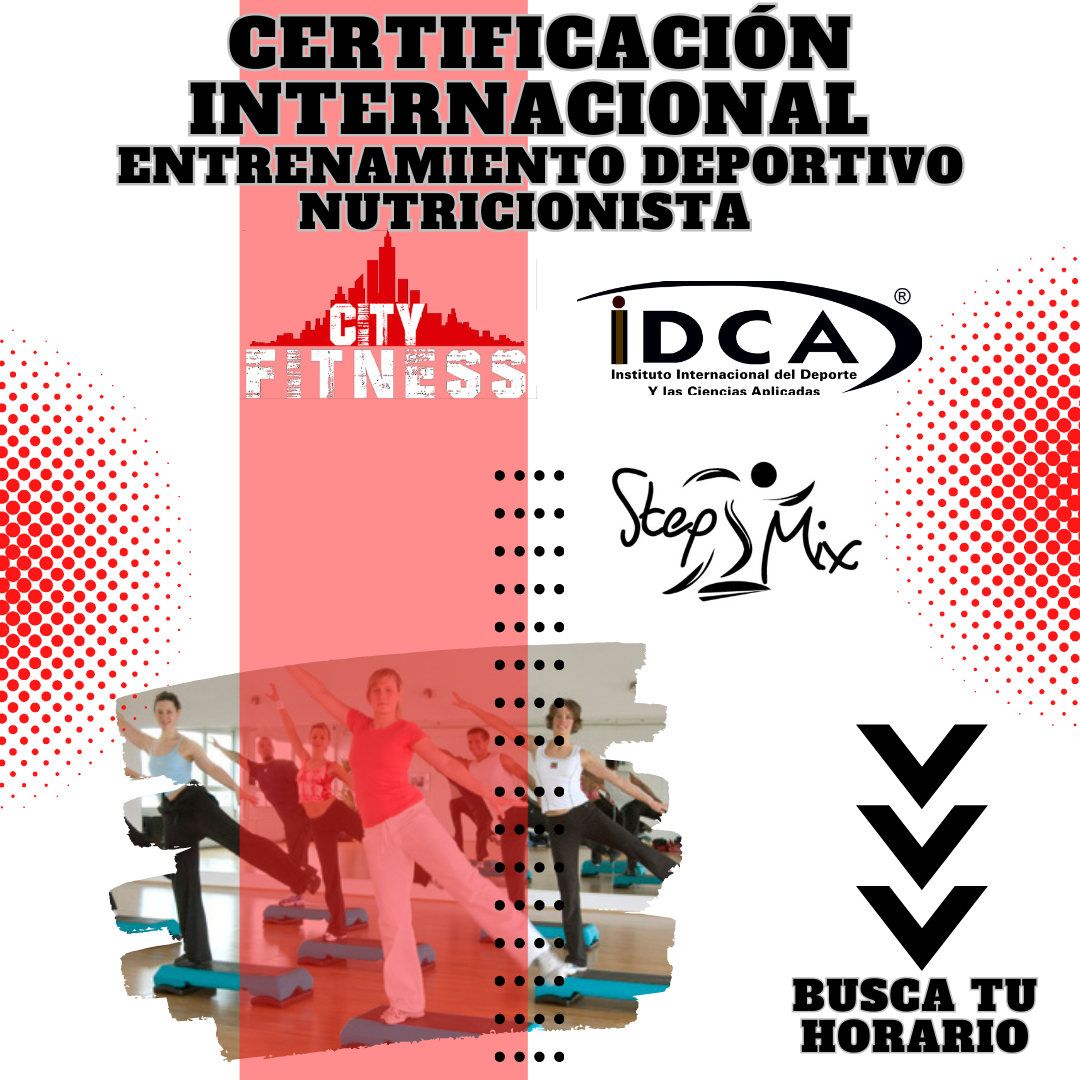 CERTIFICACIÓN
INTERNACIONAL
ENTRENAMIENTO DEPORTIVO
NUTRICIONISTA
CITY
FITNESS
iDCA ®
Instituto Internacional del Deporte
Y las Ciencias Aplicadas
Step Mix
BUSCA TU
HORARIO